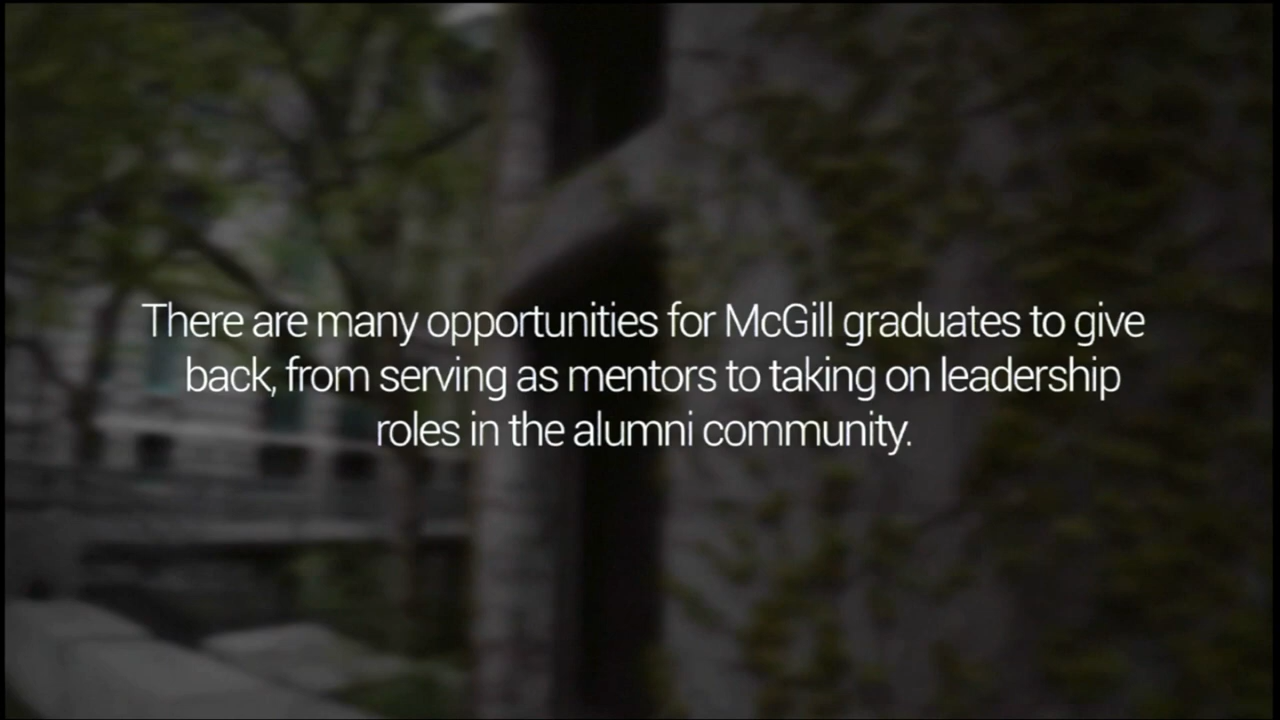 There are many opportunities for McGill graduates to give
back, from serving as mentors to taking on leadership
roles in the alumni community.